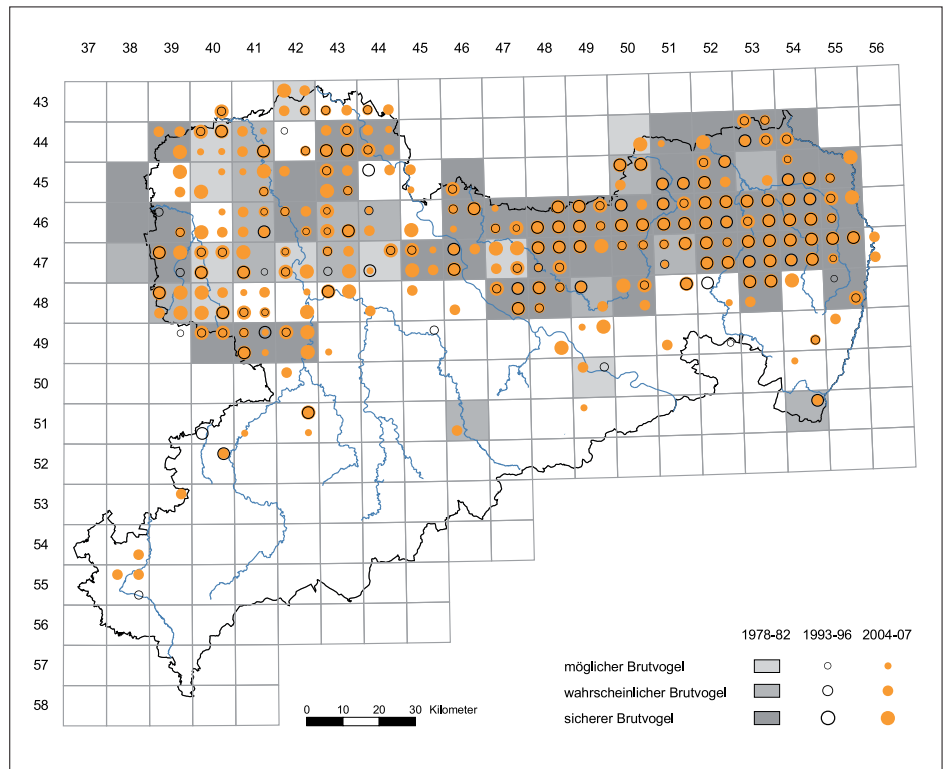 37 38 39 40 41 42 43 44 45 46 47 48 49 50 51 52 53 54 55 56
43
44
45
46
47
48
49
50
51
52
53
54
55
56
57
58
1978-82 1993-96 2004-07
möglicher Brutvogel
wahrscheinlicher Brutvogel
sicherer Brutvogel
0 10 20 30 Kilometer